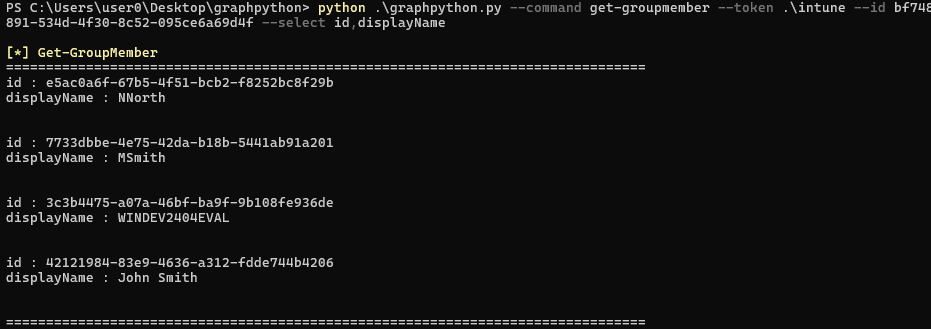 PS C:\Users\user0\Desktop\graphpython> python .\graphpython.py --command get-groupmember --token .\intune --id bf748
891-534d-4f30-8c52-095ce6a69d4f --select id,displayName
[*] Get-GroupMember
================================================================================
id : e5ac0a6f-67b5-4f51-bcb2-f8252bc8f29b
displayName : NNorth
id : 7733dbbe-4e75-42da-b18b-5441ab91a201
displayName : MSmith
id : 3c3b4475-a07a-46bf-ba9f-9b108fe936de
displayName : WINDEV2404EVAL
id : 42121984-83e9-4636-a312-fdde744b4206
displayName : John Smith
================================================================================